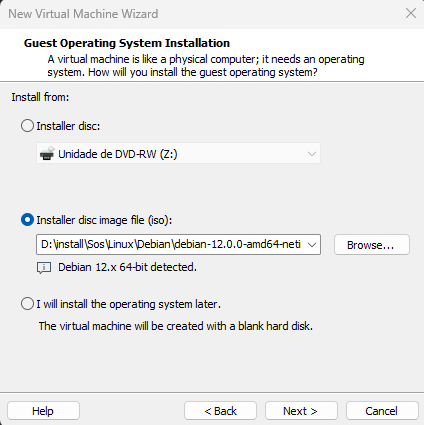 New Virtual Machine Wizard
Guest Operating System Installation
A virtual machine is like a physical computer; it needs an operating
system. How will you install the guest operating system?
Install from:
Installer disc:
Unidade de DVD-RW (Z:)
Installer disc image file (iso):
D:\install\Sos\Linux\Debian\debian-12.0.0-amd64-neti
Browse...
Debian 12.x 64-bit detected.
I will install the operating system later.
The virtual machine will be created with a blank hard disk.
Help
< Back
Next >
Cancel